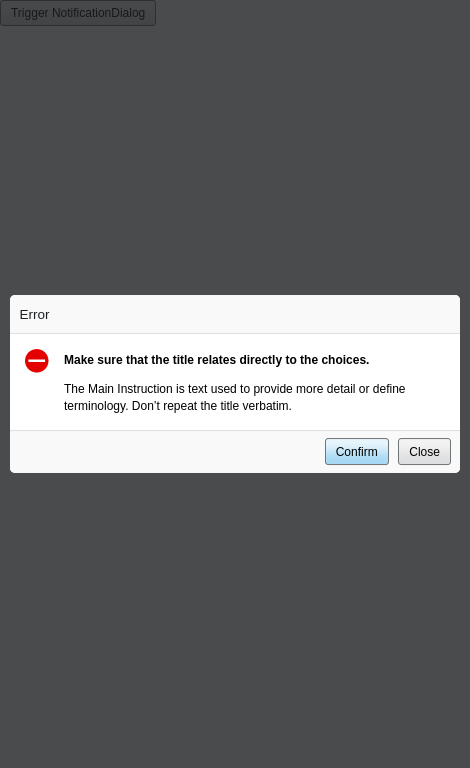 Trigger NotificationDialog
Error
Make sure that the title relates directly to the choices.
The Main Instruction is text used to provide more detail or define
terminology. Don’t repeat the title verbatim.
Confirm Close